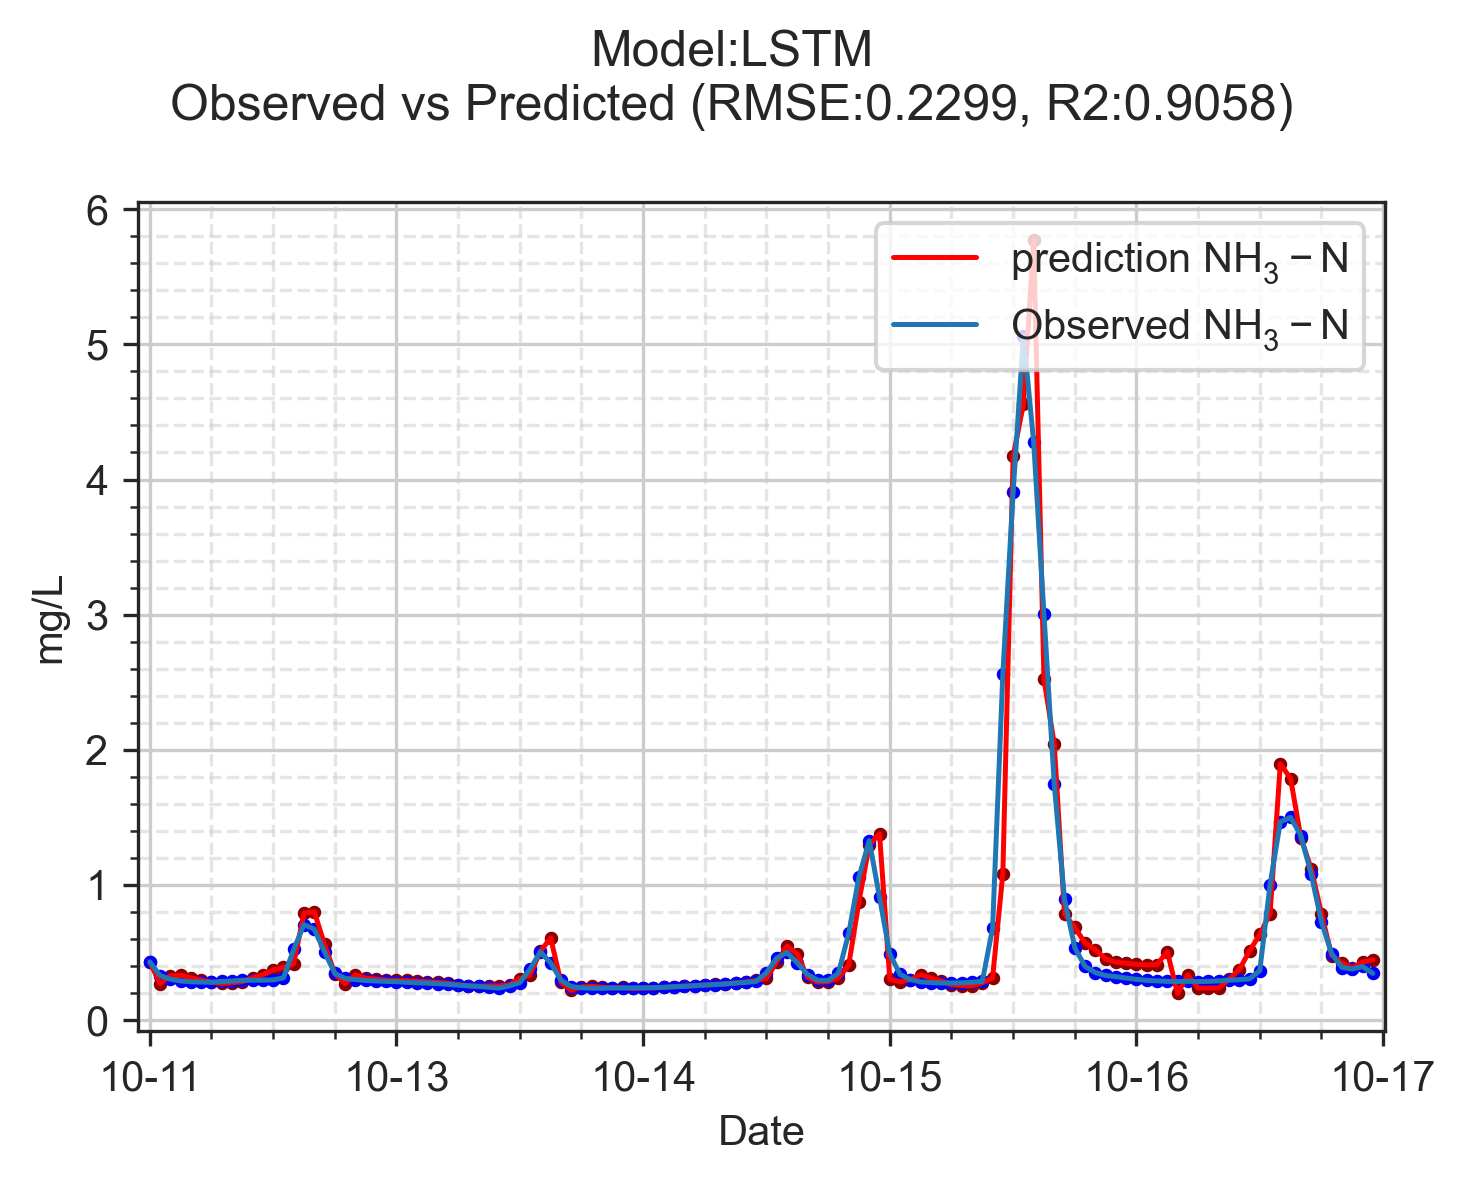 Model:LSTM
Observed vs Predicted (RMSE:0.2299, R2:0.9058)
6
5
4
3
2
1
0
mg/L
prediction NH₃ − N
Observed NH₃ − N
10-11
10-13
10-14
10-15
10-16
10-17
Date